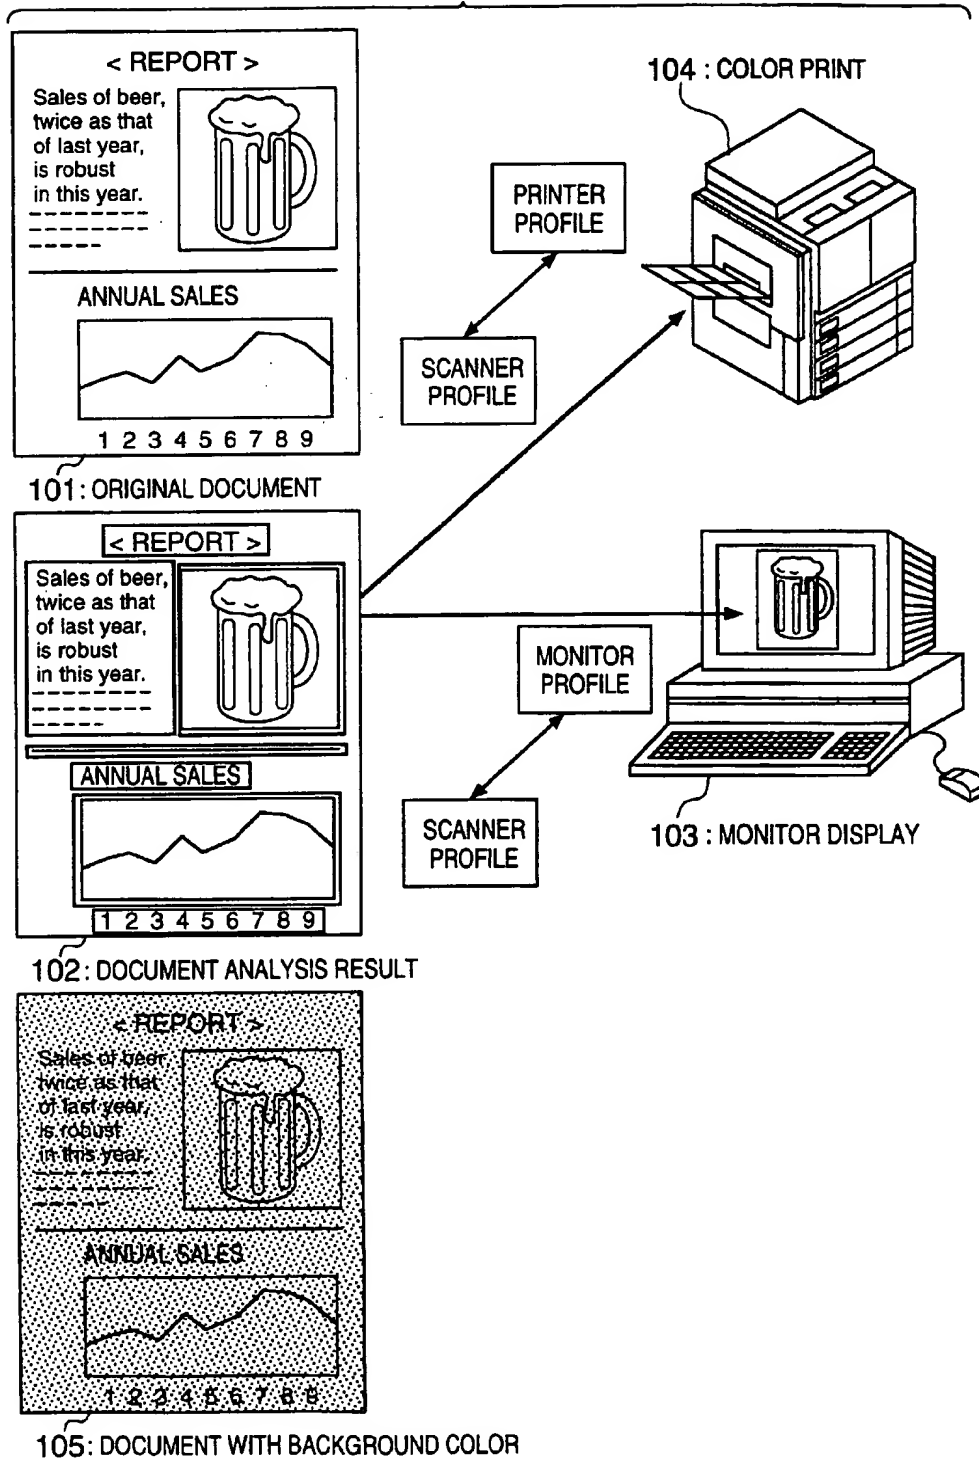 < REPORT >
Sales of beer,
twice as that
of last year,
is robust
in this year.
ANNUAL SALES
1 2 3 4 5 6 7 8 9
101 : ORIGINAL DOCUMENT
< REPORT >
Sales of beer,
twice as that
of last year,
is robust
in this year.
ANNUAL SALES
1 2 3 4 5 6 7 8 9
102 : DOCUMENT ANALYSIS RESULT
< REPORT >
Sales of beer,
twice as that
of last year,
is robust
in this year.
ANNUAL SALES
1 2 3 4 5 6 7 8 9
105 : DOCUMENT WITH BACKGROUND COLOR
PRINTER
PROFILE
SCANNER
PROFILE
104 : COLOR PRINT
MONITOR
PROFILE
SCANNER
PROFILE
103 : MONITOR DISPLAY